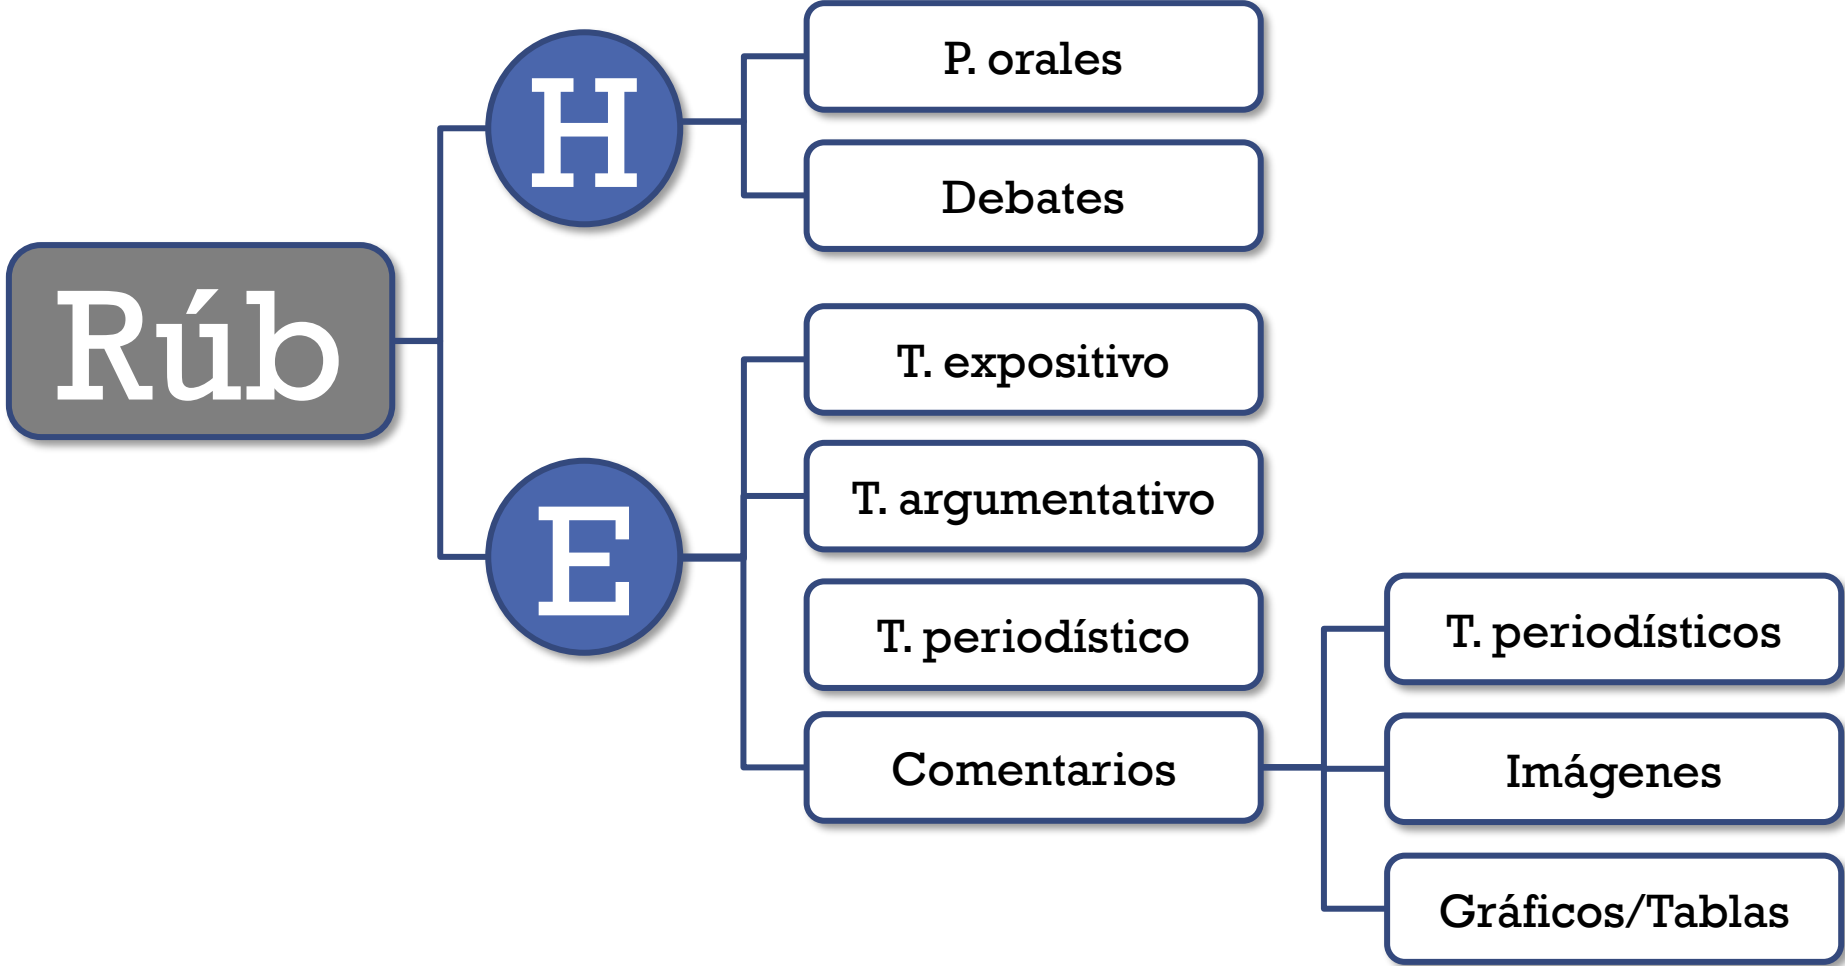 Rúb
H
P. orales
Debates
E
T. expositivo
T. argumentativo
T. periodístico
Comentarios
T. periodísticos
Imágenes
Gráficos/Tablas